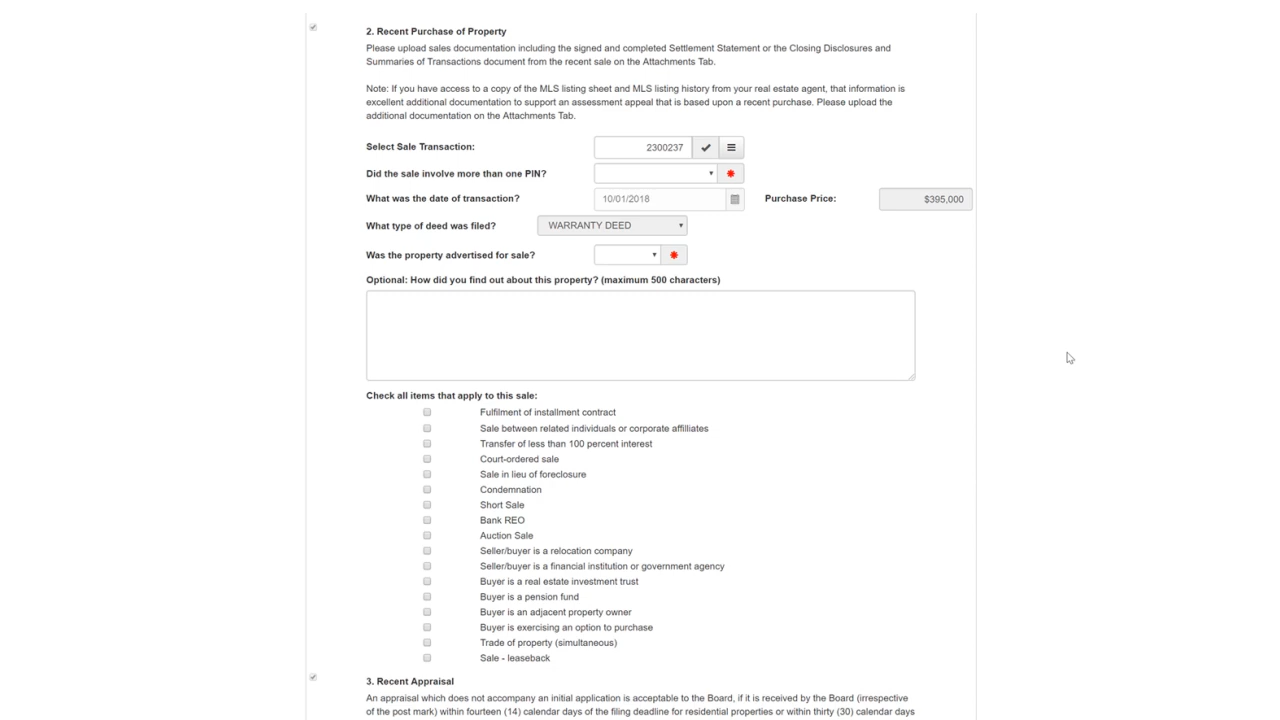 2. Recent Purchase of Property
Please upload sales documentation including the signed and completed Settlement Statement or the Closing Disclosures and
Summaries of Transactions document from the recent sale on the Attachments Tab.
Note: If you have access to a copy of the MLS listing sheet and MLS listing history from your real estate agent, that information is
excellent additional documentation to support an assessment appeal that is based upon a recent purchase. Please upload the
additional documentation on the Attachments Tab.
Select Sale Transaction: 2300237
Did the sale involve more than one PIN?
What was the date of transaction? 10/01/2018 Purchase Price: $395,000
What type of deed was filed? WARRANTY DEED
Was the property advertised for sale?
Optional: How did you find out about this property? (maximum 500 characters)
Check all items that apply to this sale:
Fulfilment of installment contract
Sale between related individuals or corporate affiliates
Transfer of less than 100 percent interest
Court-ordered sale
Sale in lieu of foreclosure
Condemnation
Short Sale
Bank REO
Auction Sale
Seller/buyer is a relocation company
Seller/buyer is a financial institution or government agency
Buyer is a real estate investment trust
Buyer is a pension fund
Buyer is an adjacent property owner
Buyer is exercising an option to purchase
Trade of property (simultaneous)
Sale - leaseback
3. Recent Appraisal
An appraisal which does not accompany an initial application is acceptable to the Board, if it is received by the Board (irrespective
of the post mark) within fourteen (14) calendar days of the filing deadline for residential properties or within thirty (30) calendar days